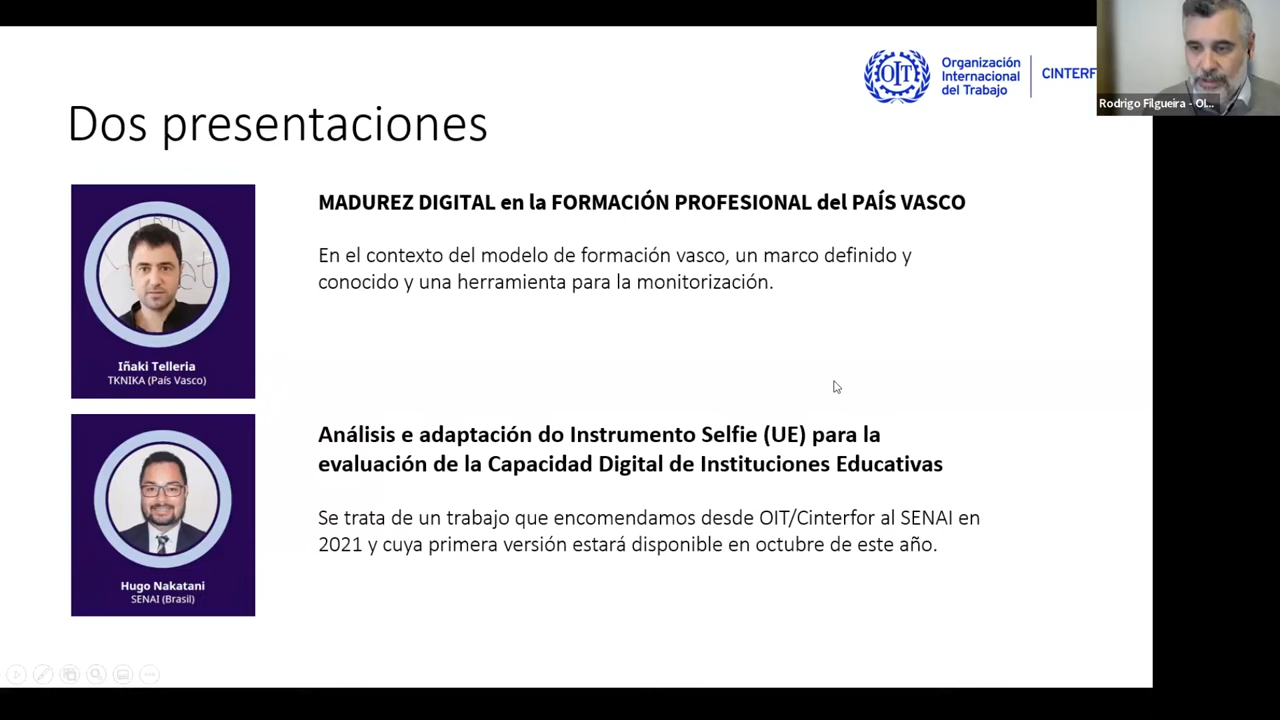 Organización
Internacional
del Trabajo
CINTERF
OIT
Rodrigo Filgueira - OI...
Dos presentaciones
MADUREZ DIGITAL en la FORMACIÓN PROFESIONAL del PAÍS VASCO
En el contexto del modelo de formación vasco, un marco definido y
conocido y una herramienta para la monitorización.
Iñaki Telleria
TKNIKA (País Vasco)
Análisis e adaptación do Instrumento Selfie (UE) para la
evaluación de la Capacidad Digital de Instituciones Educativas
Se trata de un trabajo que encomendamos desde OIT/Cinterfor al SENAI en
2021 y cuya primera versión estará disponible en octubre de este año.
Hugo Nakatani
SENAI (Brasil)